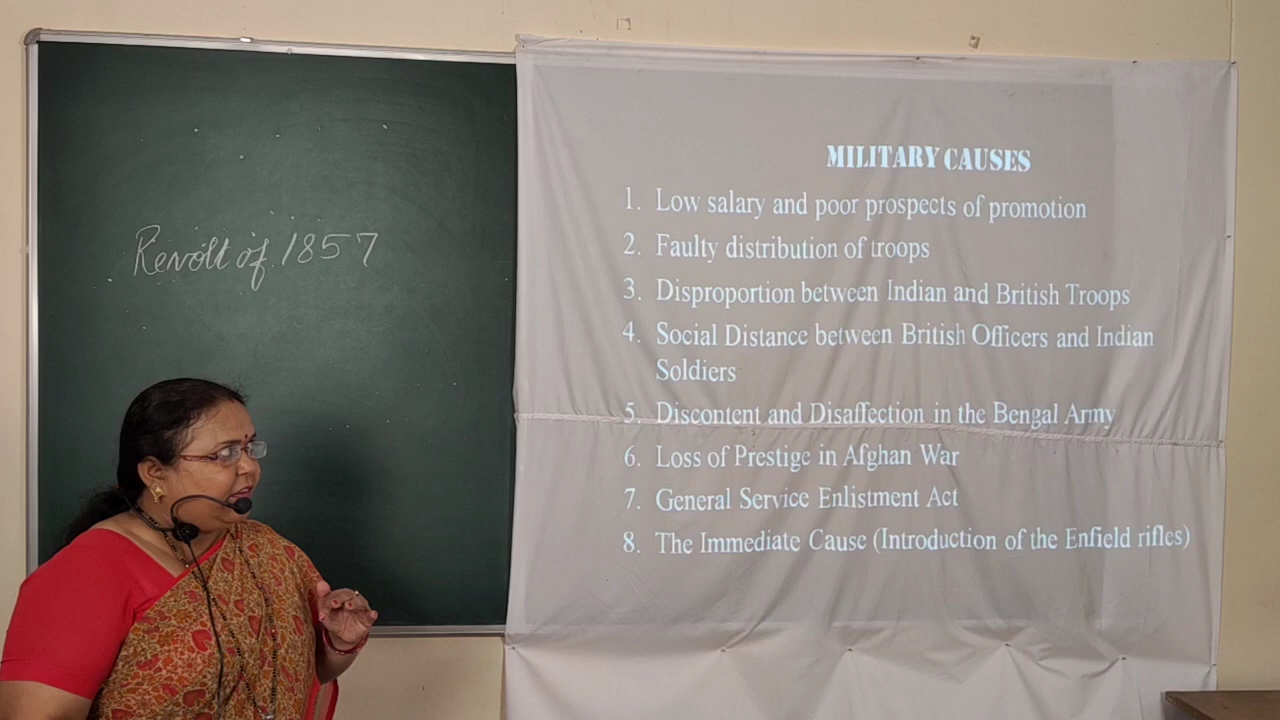 Revolt of 1857
MILITARY CAUSES
1. Low salary and poor prospects of promotion
2. Faulty distribution of troops
3. Disproportion between Indian and British Troops
4. Social Distance between British Officers and Indian
Soldiers
5. Discontent and Disaffection in the Bengal Army
6. Loss of Prestige in Afghan War
7. General Service Enlistment Act
8. The Immediate Cause (Introduction of the Enfield rifles)